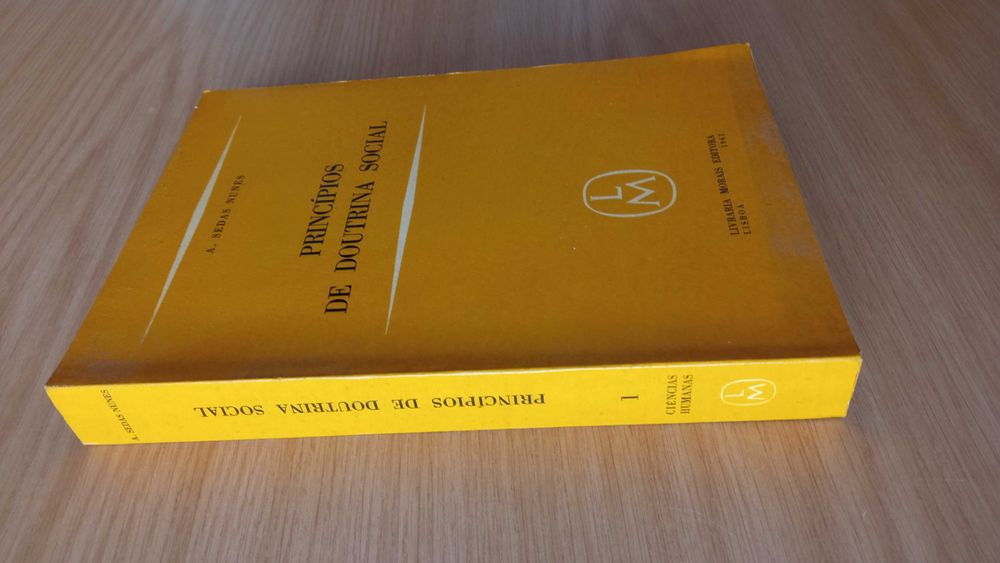 A. SEDAS NUNES
PRINCÍPIOS
DE DOUTRINA SOCIAL
LM
LIVRARIA MORAIS EDITORA
LISBOA 1961
A. SEDAS NUNES
PRINCÍPIOS DE DOUTRINA SOCIAL
1
CIÊNCIAS
HUMANAS
LM